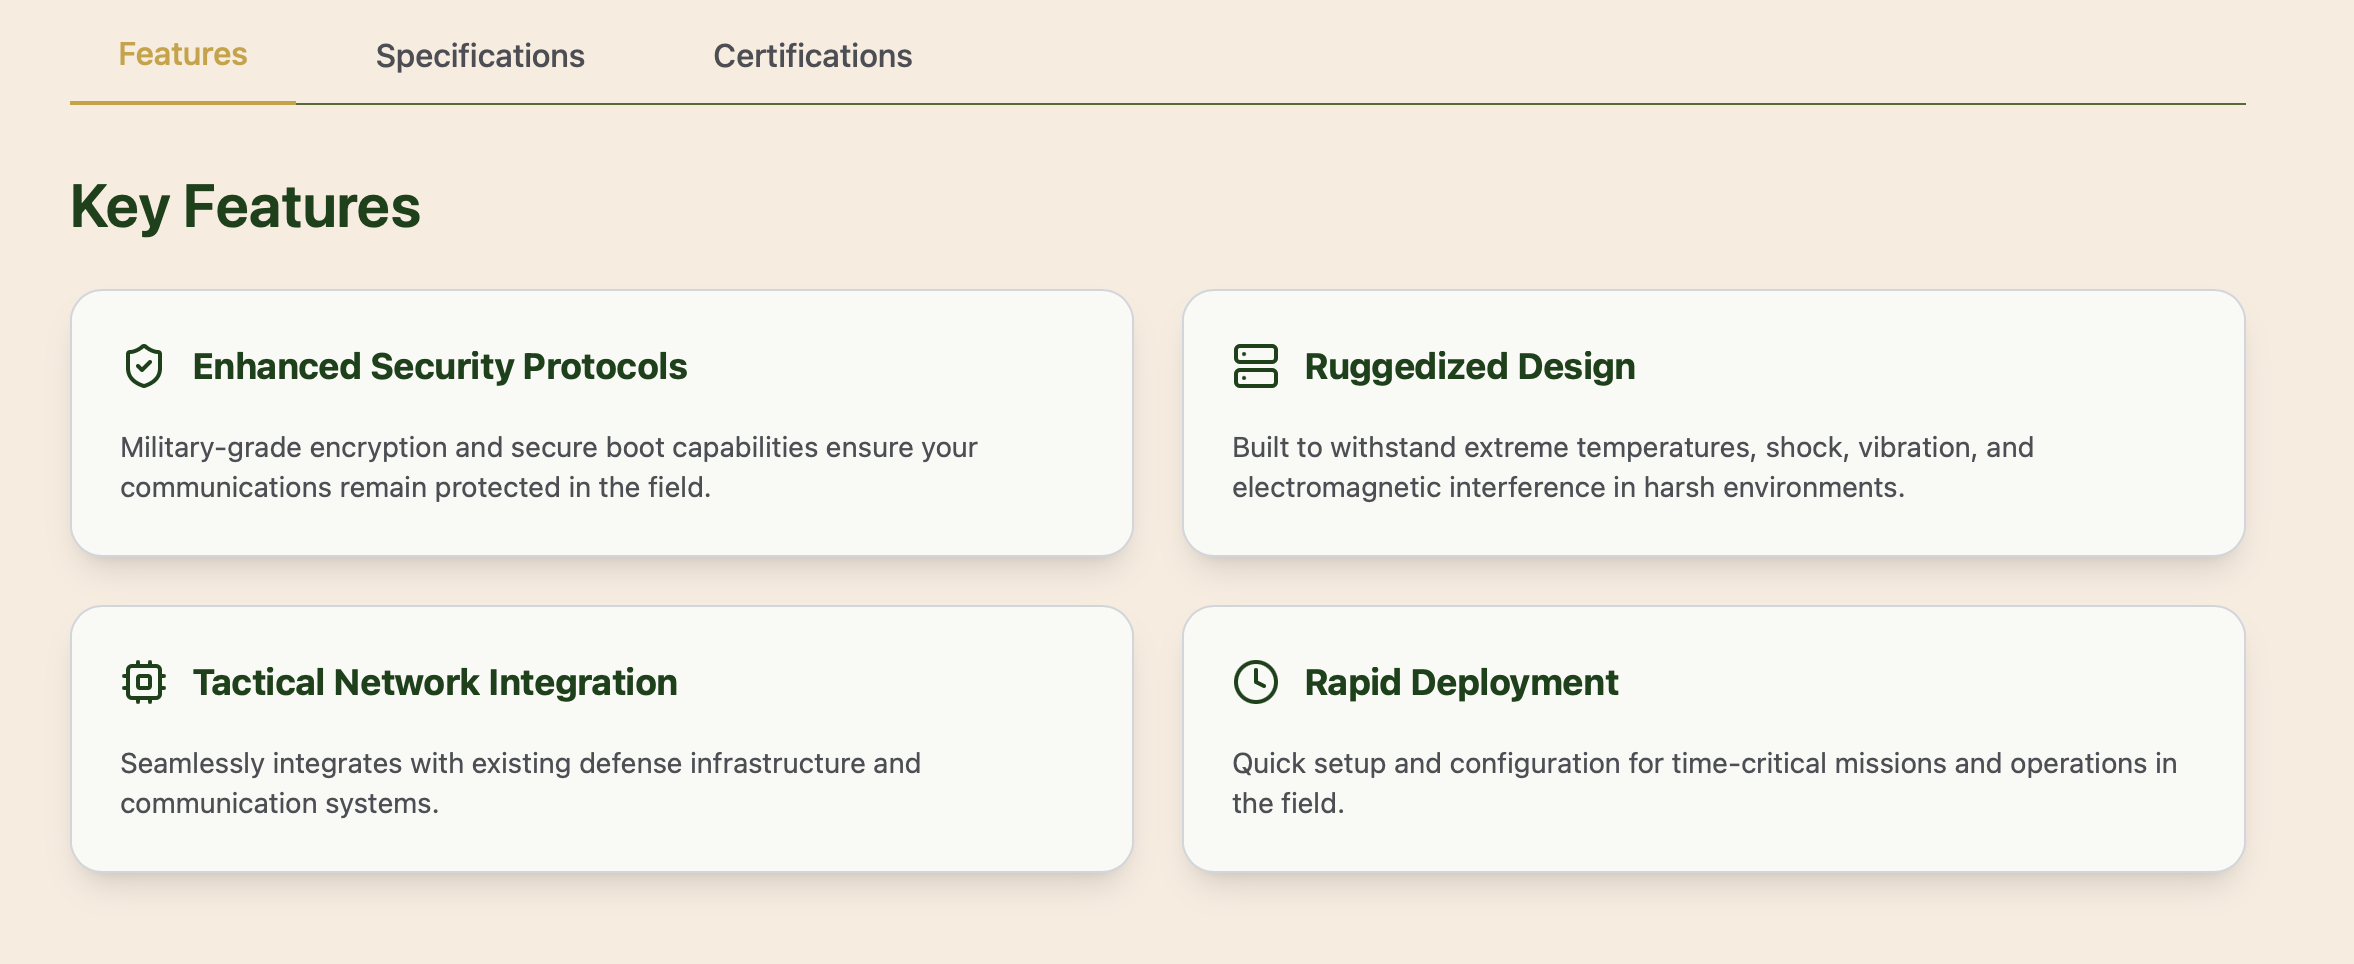 Features
Specifications
Certifications
Key Features
Enhanced Security Protocols
Military-grade encryption and secure boot capabilities ensure your
communications remain protected in the field.
Ruggedized Design
Built to withstand extreme temperatures, shock, vibration, and
electromagnetic interference in harsh environments.
Tactical Network Integration
Seamlessly integrates with existing defense infrastructure and
communication systems.
Rapid Deployment
Quick setup and configuration for time-critical missions and operations in
the field.